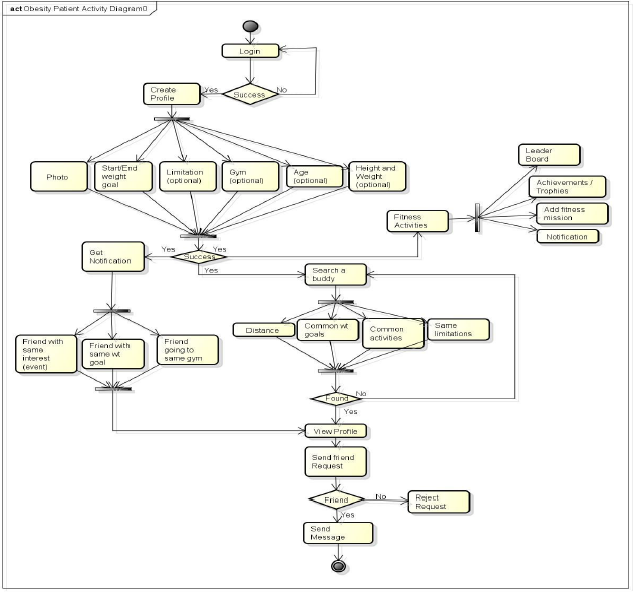 act Obesity Patient Activity Diagram0
Login
Success
Yes
No
Create
Profile
Photo
Start/End
weight
goal
Limitation
(optional)
Gym
(optional)
Age
(optional)
Height and
Weight
(optional)
Leader
Board
Achievements /
Trophies
Add fitness
mission
Notification
Fitness
Activities
Get
Notification
Yes
Yes
Success
Yes
Search a
buddy
Distance
Common wt
goals
Common
activities
Same
limitations
Friend with
same
interest
(event)
Friend with
same wt
goal
Friend
going to
same gym
Found
No
Yes
View Profile
Send friend
Request
Friend
No
Reject
Request
Yes
Send
Message